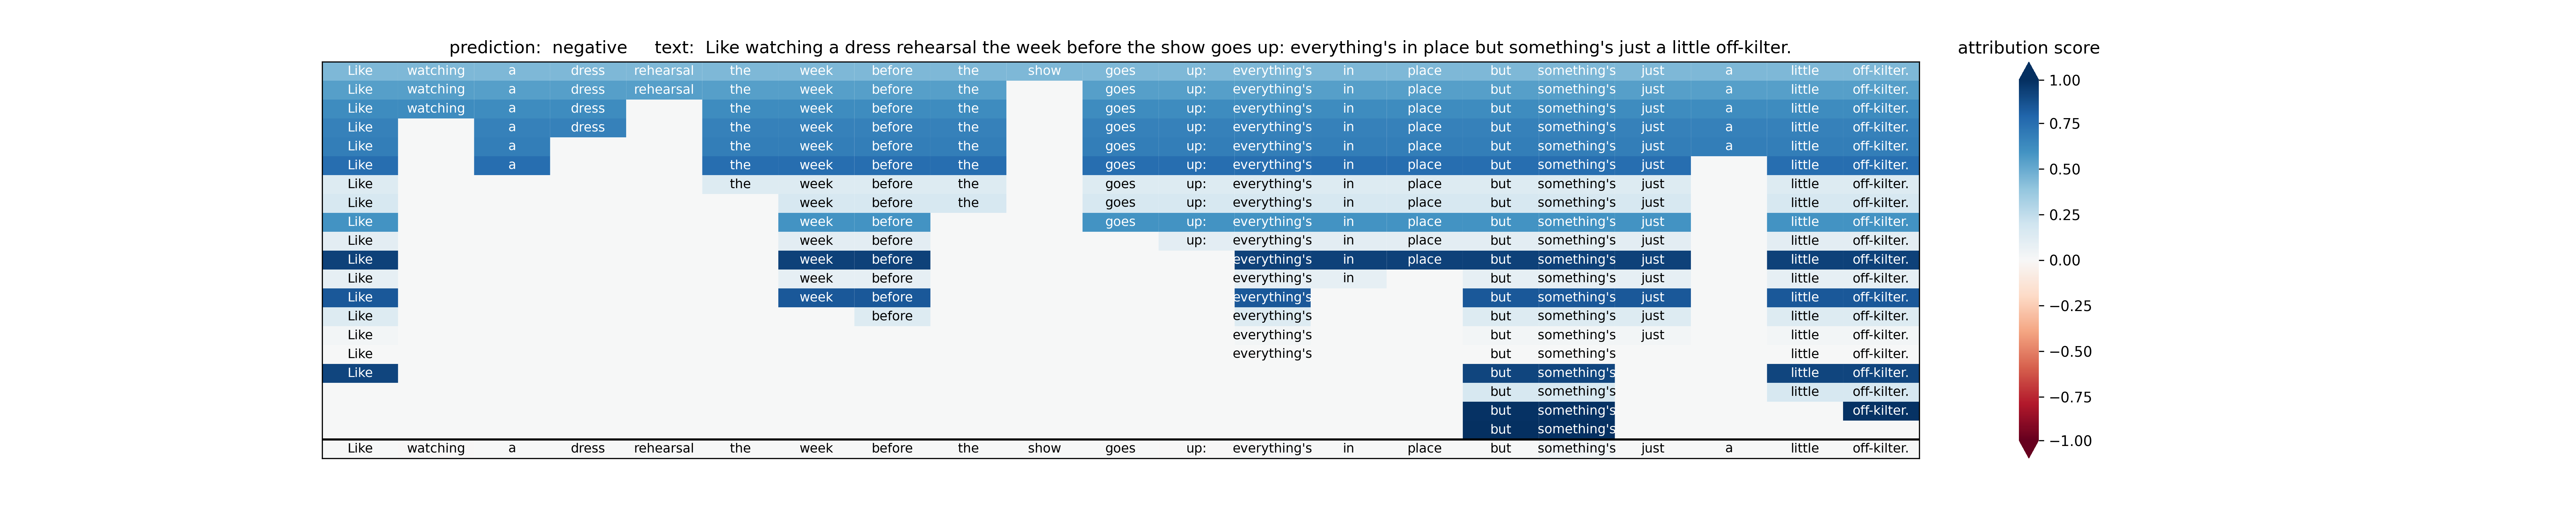 prediction:  negative     text:  Like watching a dress rehearsal the week before the show goes up: everything's in place but something's just a little off-kilter.
attribution score
Like watching a dress rehearsal the week before the show goes up: everything's in place but something's just a little off-kilter.
Like watching a dress rehearsal the week before the goes up: everything's in place but something's just a little off-kilter.
Like watching a dress the week before the goes up: everything's in place but something's just a little off-kilter.
Like a dress the week before the goes up: everything's in place but something's just a little off-kilter.
Like a the week before the goes up: everything's in place but something's just a little off-kilter.
Like a the week before the goes up: everything's in place but something's just little off-kilter.
Like the week before the goes up: everything's in place but something's just little off-kilter.
Like week before the goes up: everything's in place but something's just little off-kilter.
Like week before goes up: everything's in place but something's just little off-kilter.
Like week before up: everything's in place but something's just little off-kilter.
Like week before everything's in place but something's just little off-kilter.
Like week before everything's in but something's just little off-kilter.
Like week before everything's but something's just little off-kilter.
Like before everything's but something's just little off-kilter.
Like everything's but something's just little off-kilter.
Like everything's but something's little off-kilter.
Like but something's little off-kilter.
but something's little off-kilter.
but something's off-kilter.
but something's
Like watching a dress rehearsal the week before the show goes up: everything's in place but something's just a little off-kilter.
1.00
0.75
0.50
0.25
0.00
−0.25
−0.50
−0.75
−1.00